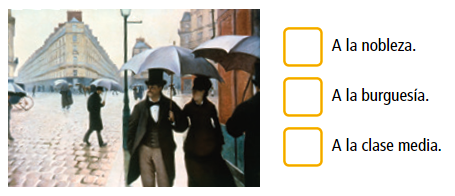 A la nobleza.
A la burguesía.
A la clase media.